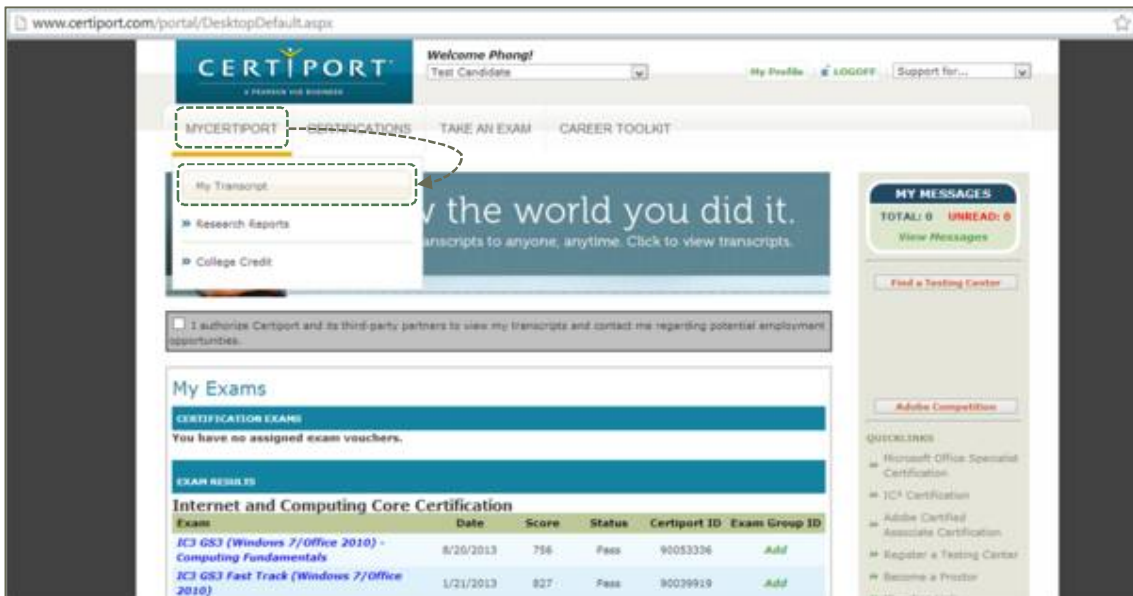 www.certiport.com/portal/DesktopDefault.aspx
CERTIPORT
A PEARSON VUE BUSINESS
Welcome Phong!
Test Candidate
My Profile
LOGOFF
Support for...
MYCERTIPORT
CERTIFICATIONS
TAKE AN EXAM
CAREER TOOLKIT
My Transcript
» Research Reports
» College Credit
the world you did it.
anscripts to anyone, anytime. Click to view transcripts.
I authorize Certiport and its third-party partners to view my transcripts and contact me regarding potential employment
opportunities.
My Exams
CERTIFICATION EXAMS
You have no assigned exam vouchers.
EXAM RESULTS
Internet and Computing Core Certification
Exam Date Score Status Certiport ID Exam Group ID
IC3 GS3 (Windows 7/Office 2010) -
Computing Fundamentals
8/20/2013 756 Pass 90053336 Add
IC3 GS3 Fast Track (Windows 7/Office
2010)
1/21/2013 827 Pass 90039919 Add
MY MESSAGES
TOTAL: 0 UNREAD: 0
View Messages
Find a Testing Center
Adobe Competition
QUICKLINKS
» Microsoft Office Specialist
Certification
» IC³ Certification
» Adobe Certified
Associate Certification
» Register a Testing Center
» Become a Proctor